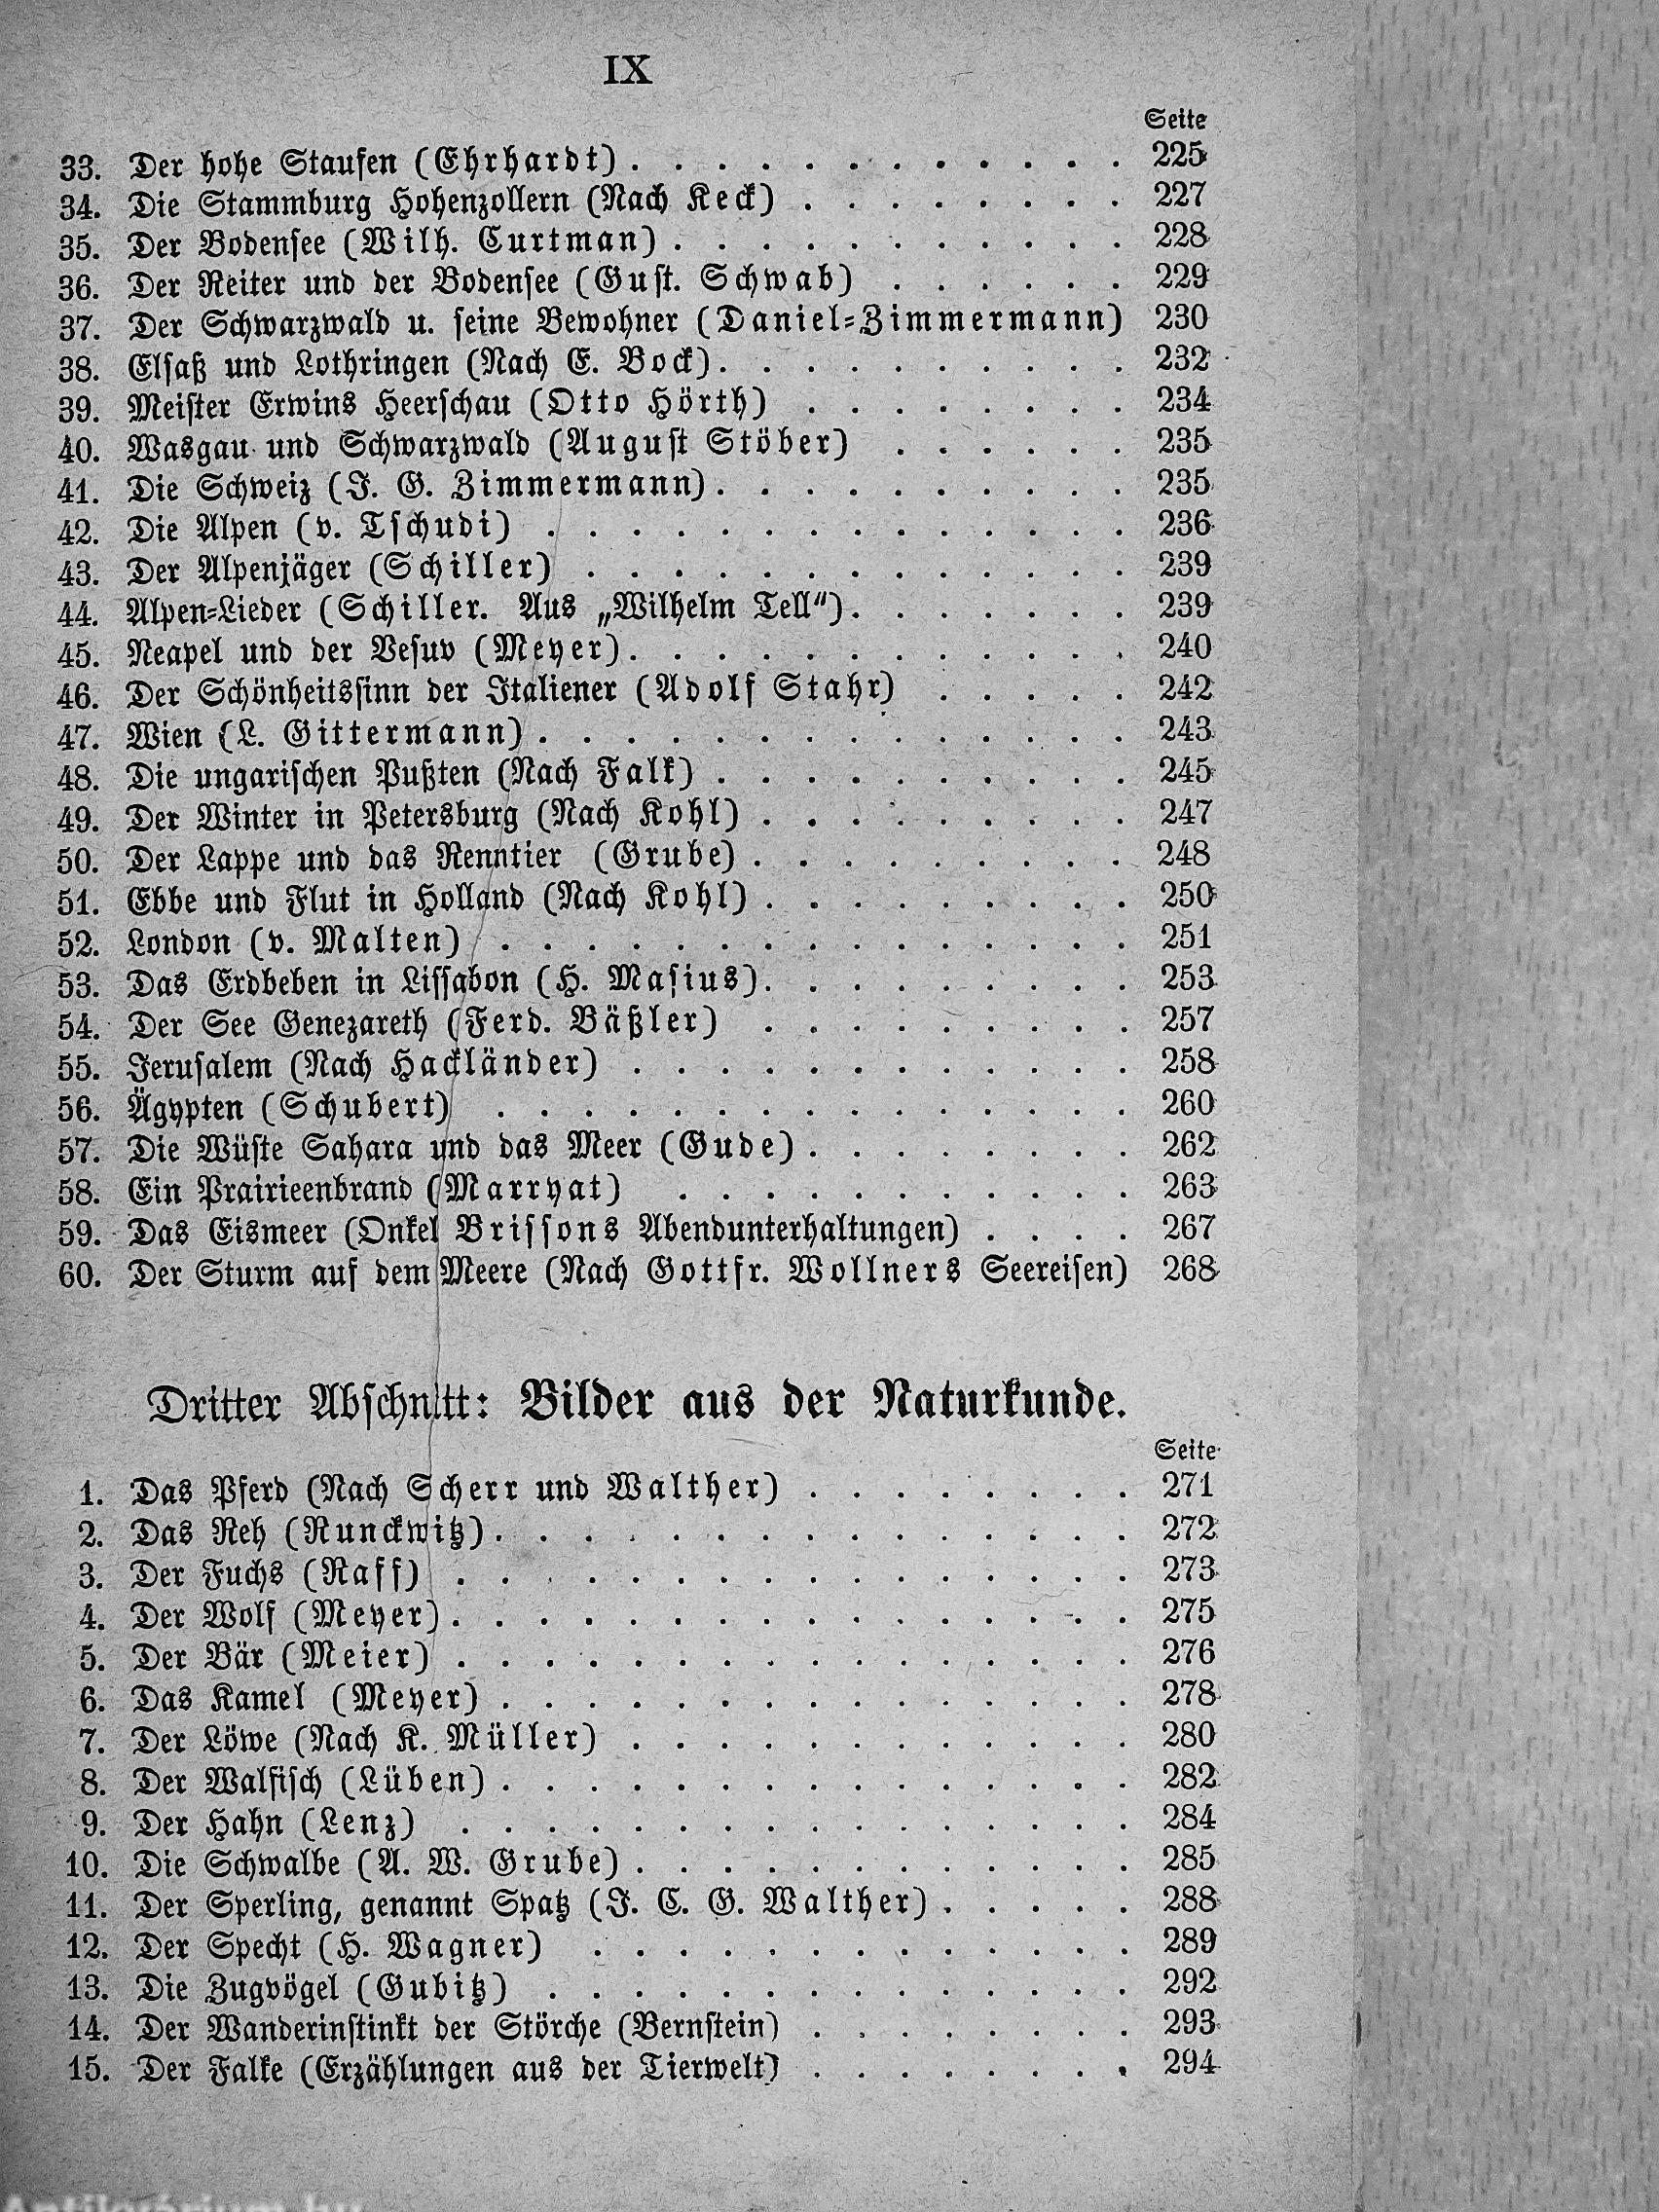 IX
Seite
33. Der hohe Staufen (Ehrhardt) . . . . . . . . . . . . 225
34. Die Stammburg Hohenzollern (Nach Keck) . . . . . . . . 227
35. Der Bodensee (Wilh. Curtman) . . . . . . . . . . . 228
36. Der Reiter und der Bodensee (Gust. Schwab) . . . . . . 229
37. Der Schwarzwald u. seine Bewohner (Daniel-Zimmermann) 230
38. Elsaß und Lothringen (Nach E. Bock) . . . . . . . . . . 232
39. Meister Erwins Heerschau (Otto Hörth) . . . . . . . . 234
40. Wasgau und Schwarzwald (August Stöber) . . . . . . 235
41. Die Schweiz (J. G. Zimmermann) . . . . . . . . . . 235
42. Die Alpen (v. Tschudi) . . . . . . . . . . . . . . 236
43. Der Alpenjäger (Schiller) . . . . . . . . . . . . . 239
44. Alpen-Lieder (Schiller. Aus „Wilhelm Tell“) . . . . . . . 239
45. Neapel und der Vesuv (Meyer) . . . . . . . . . . . . 240
46. Der Schönheitssinn der Italiener (Adolf Stahr) . . . . . 242
47. Wien (L. Gittermann) . . . . . . . . . . . . . . 243
48. Die ungarischen Pußten (Nach Falk) . . . . . . . . . . 245
49. Der Winter in Petersburg (Nach Kohl) . . . . . . . . . 247
50. Der Lappe und das Renntier (Grube) . . . . . . . . . 248
51. Ebbe und Flut in Holland (Nach Kohl) . . . . . . . . . 250
52. London (v. Malten) . . . . . . . . . . . . . . . 251
53. Das Erdbeben in Lissabon (H. Masius) . . . . . . . . . 253
54. Der See Genezareth (Ferd. Bäßler) . . . . . . . . . 257
55. Jerusalem (Nach Hackländer) . . . . . . . . . . . . 258
56. Ägypten (Schubert) . . . . . . . . . . . . . . . 260
57. Die Wüste Sahara und das Meer (Gude) . . . . . . . . 262
58. Ein Prairieenbrand (Marryat) . . . . . . . . . . . 263
59. Das Eismeer (Onkel Brissons Abendunterhaltungen) . . . . 267
60. Der Sturm auf dem Meere (Nach Gottfr. Wollners Seereisen) 268
Dritter Abschnitt: Bilder aus der Naturkunde.
Seite
1. Das Pferd (Nach Scherr und Walther) . . . . . . . . 271
2. Das Reh (Runckwitz) . . . . . . . . . . . . . . . 272
3. Der Fuchs (Raff) . . . . . . . . . . . . . . . . 273
4. Der Wolf (Meyer) . . . . . . . . . . . . . . . . 275
5. Der Bär (Meier) . . . . . . . . . . . . . . . . 276
6. Das Kamel (Meyer) . . . . . . . . . . . . . . . 278
7. Der Löwe (Nach K. Müller) . . . . . . . . . . . . 280
8. Der Walfisch (Lüben) . . . . . . . . . . . . . . . 282
9. Der Hahn (Lenz) . . . . . . . . . . . . . . . . 284
10. Die Schwalbe (A. W. Grube) . . . . . . . . . . . . 285
11. Der Sperling, genannt Spatz (J. C. G. Walther) . . . . . 288
12. Der Specht (H. Wagner) . . . . . . . . . . . . . 289
13. Die Zugvögel (Gubitz) . . . . . . . . . . . . . . 292
14. Der Wanderinstinkt der Störche (Bernstein) . . . . . . . . 293
15. Der Falke (Erzählungen aus der Tierwelt) . . . . . . . . 294
Antikvárium.hu